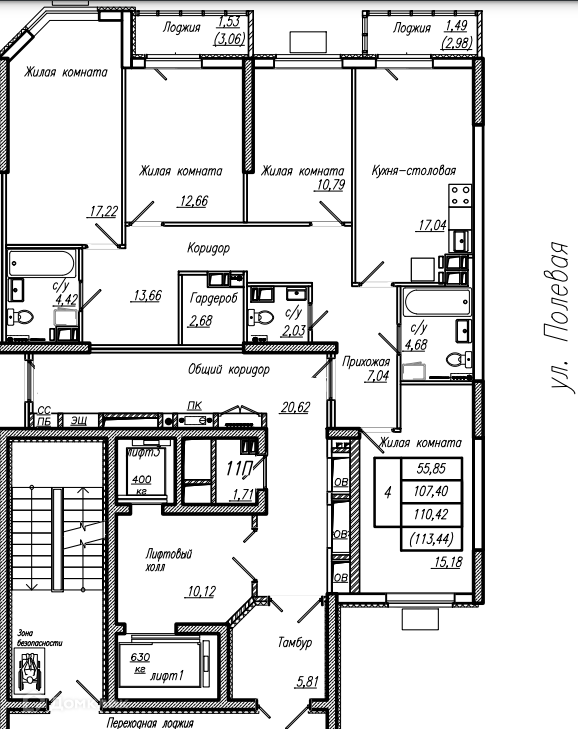 Лоджия 1,53
(3,06)
Лоджия 1,49
(2,98)
Жилая комната
17,22
Жилая комната
12,66
Жилая комната
10,79
Кухня-столовая
17,04
Коридор
13,66
с/у
4,42
Гардероб
2,68
с/у
2,03
с/у
4,68
Прихожая
7,04
Общий коридор
20,62
СС
ПБ
ЭЩ
ПК
Жилая комната
4
55,85
107,40
110,42
(113,44)
15,18
лифт3
400
кг
11П
1,71
ОВ
ОВ
ОВ
Лифтовый
холл
10,12
630
кг
лифт1
Тамбур
5,81
Зона
безопасности
Переходная лоджия
ул. Полевая